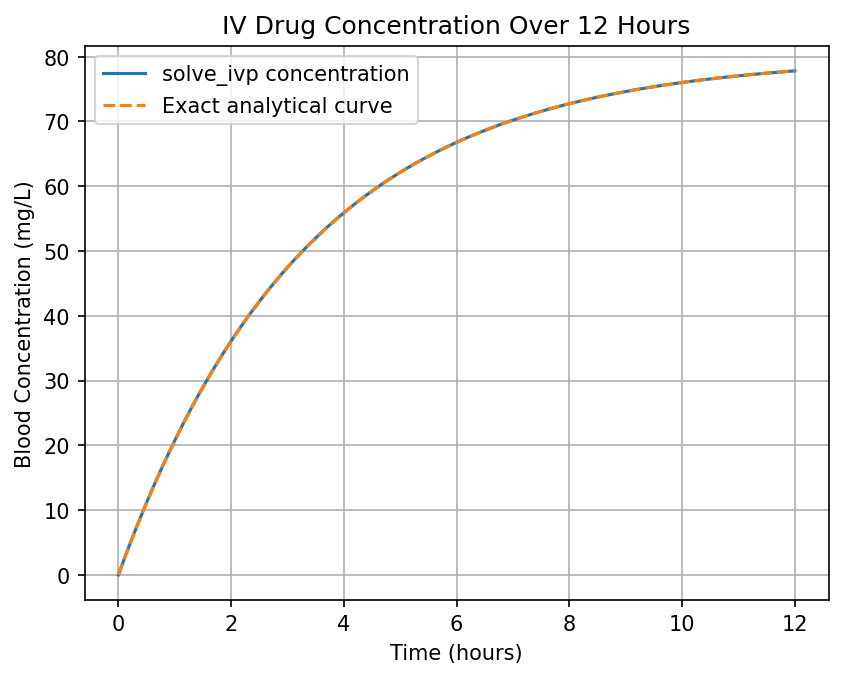 IV Drug Concentration Over 12 Hours
solve_ivp concentration
Exact analytical curve
Blood Concentration (mg/L)
80
70
60
50
40
30
20
10
0
0 2 4 6 8 10 12
Time (hours)